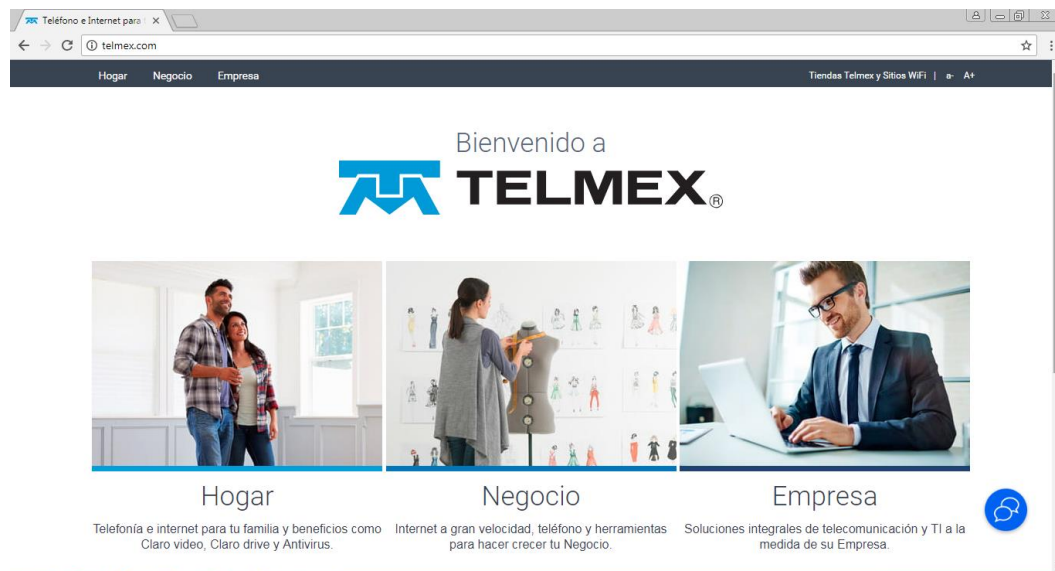 Teléfono e Internet para
telmex.com
Hogar Negocio Empresa
Tiendas Telmex y Sitios WiFi | a- A+
Bienvenido a
TELMEX®
Hogar
Negocio
Empresa
Telefonía e internet para tu familia y beneficios como
Claro video, Claro drive y Antivirus.
Internet a gran velocidad, teléfono y herramientas
para hacer crecer tu Negocio.
Soluciones integrales de telecomunicación y TI a la
medida de su Empresa.